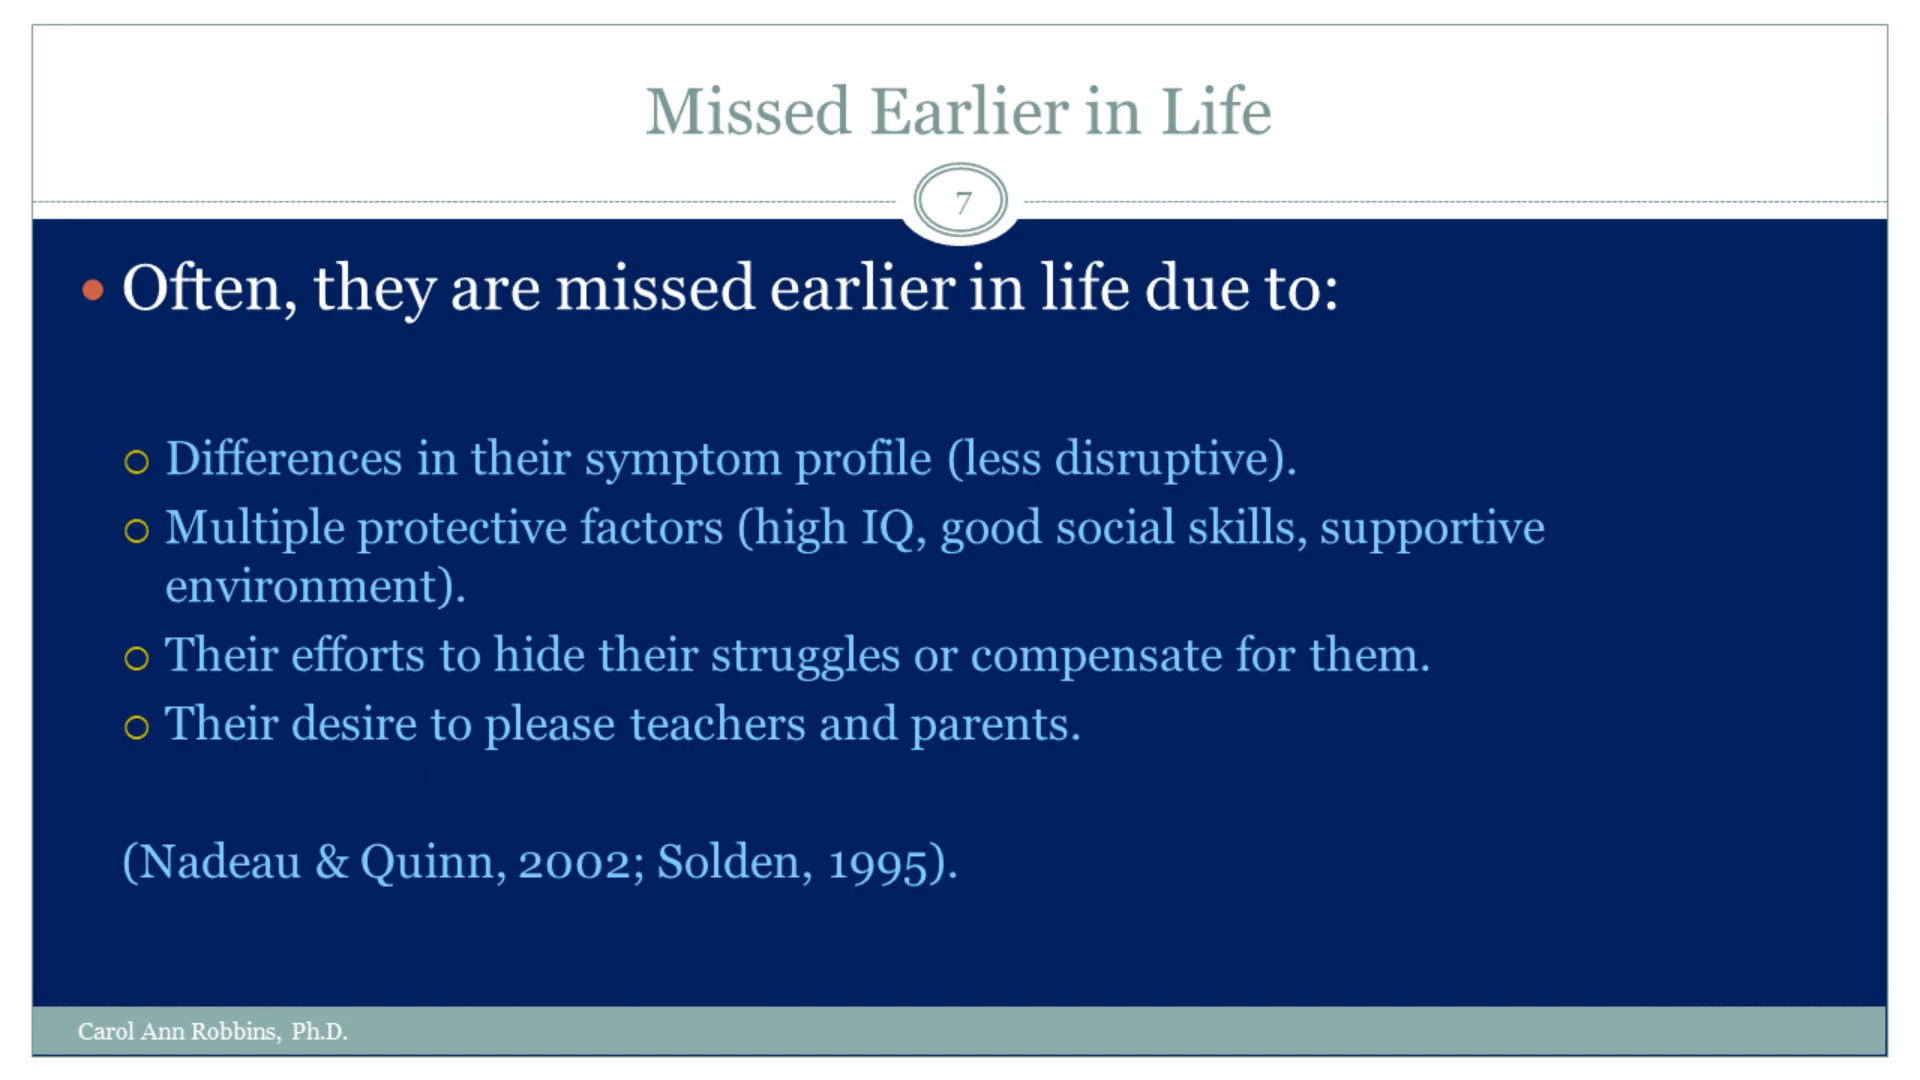 Missed Earlier in Life
7
• Often, they are missed earlier in life due to:
○ Differences in their symptom profile (less disruptive).
○ Multiple protective factors (high IQ, good social skills, supportive
environment).
○ Their efforts to hide their struggles or compensate for them.
○ Their desire to please teachers and parents.
(Nadeau & Quinn, 2002; Solden, 1995).
Carol Ann Robbins, Ph.D.